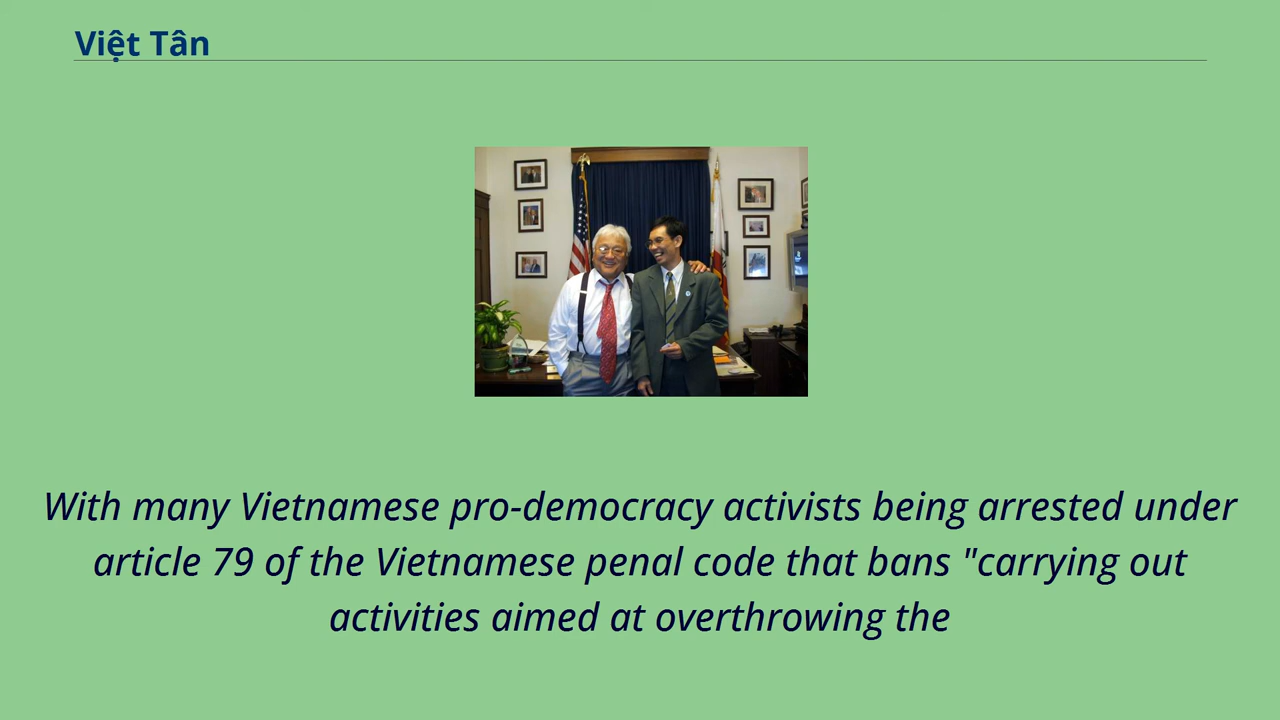 Việt Tân
With many Vietnamese pro-democracy activists being arrested under
article 79 of the Vietnamese penal code that bans "carrying out
activities aimed at overthrowing the